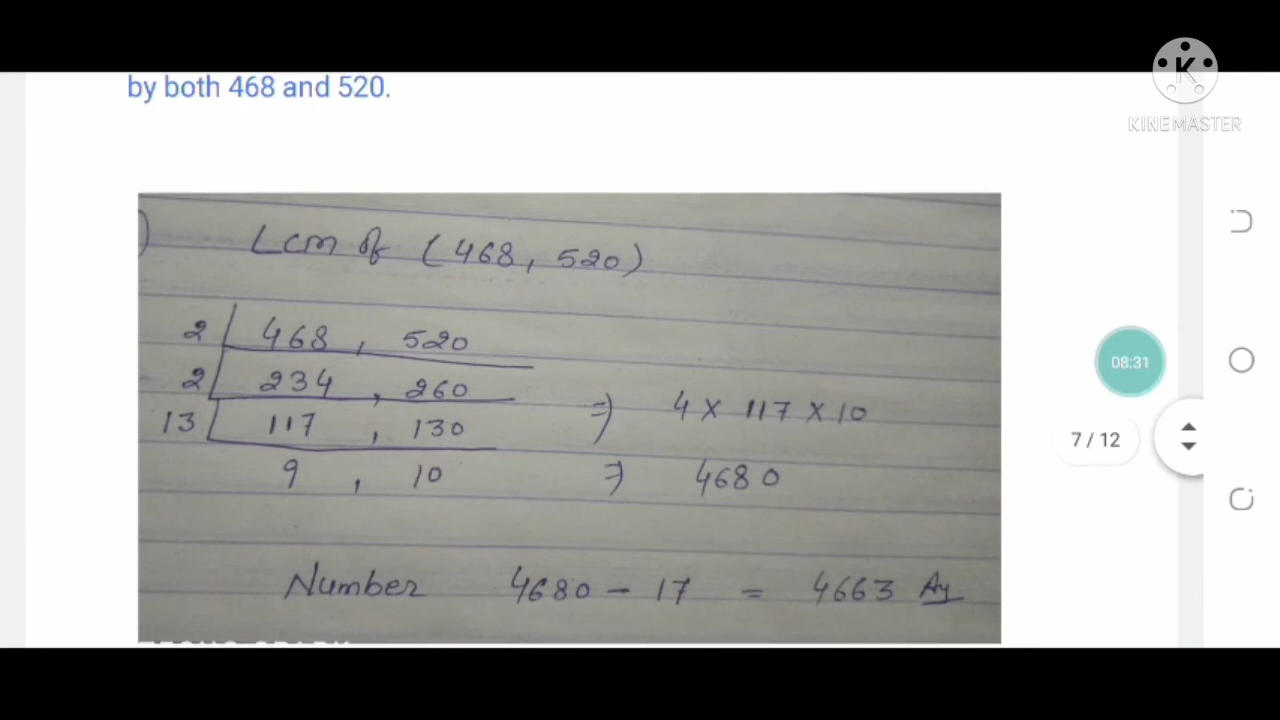 by both 468 and 520.
KINEMASTER
Lcm of (468, 520)
2 | 468 , 520
2 | 234 , 260
13 | 117 , 130
9 , 10
⇒ 4 × 117 × 10
⇒ 4680
Number 4680 - 17 = 4663
08:31
7 / 12